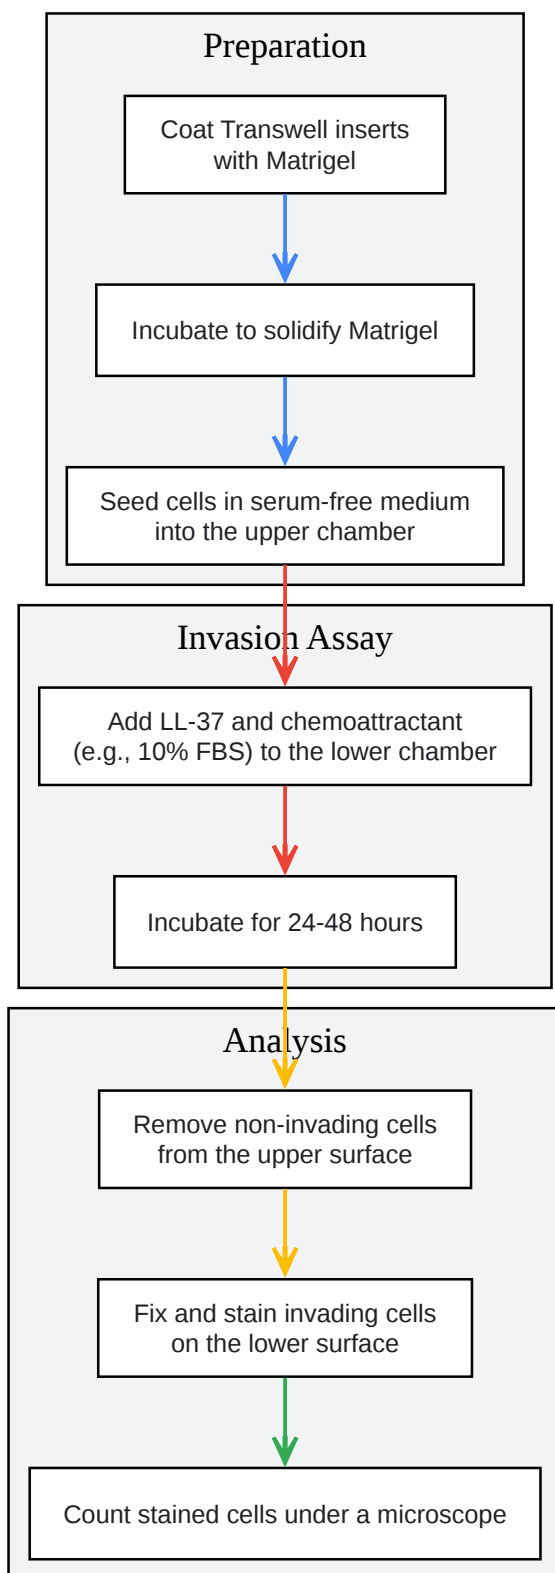 Preparation
Coat Transwell inserts
with Matrigel
Incubate to solidify Matrigel
Seed cells in serum-free medium
into the upper chamber
Invasion Assay
Add LL-37 and chemoattractant
(e.g., 10% FBS) to the lower chamber
Incubate for 24-48 hours
Analysis
Remove non-invading cells
from the upper surface
Fix and stain invading cells
on the lower surface
Count stained cells under a microscope